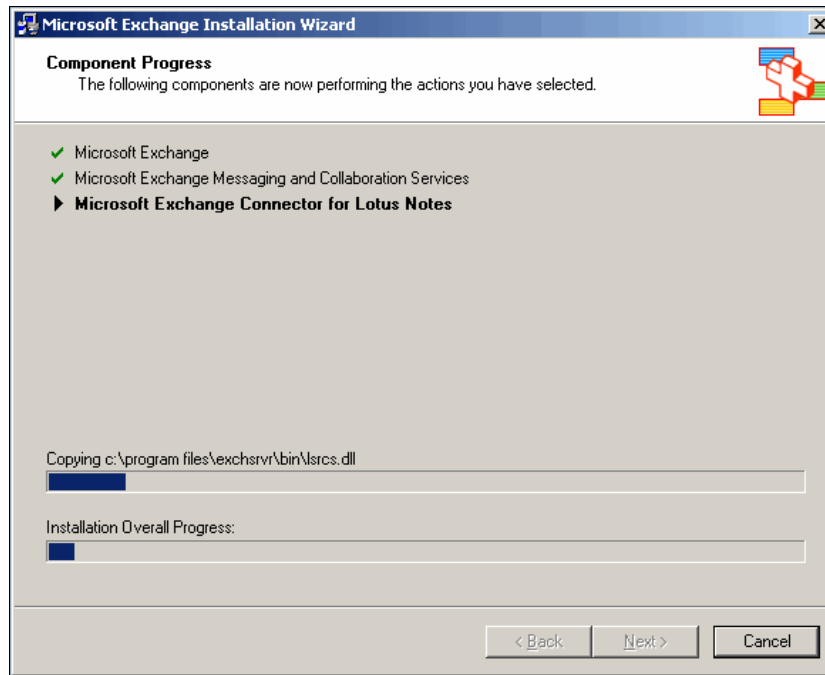 Microsoft Exchange Installation Wizard
Component Progress
The following components are now performing the actions you have selected.
Microsoft Exchange
Microsoft Exchange Messaging and Collaboration Services
Microsoft Exchange Connector for Lotus Notes
Copying c:\program files\exchsrvr\bin\lsrcs.dll
Installation Overall Progress:
< Back Next > Cancel